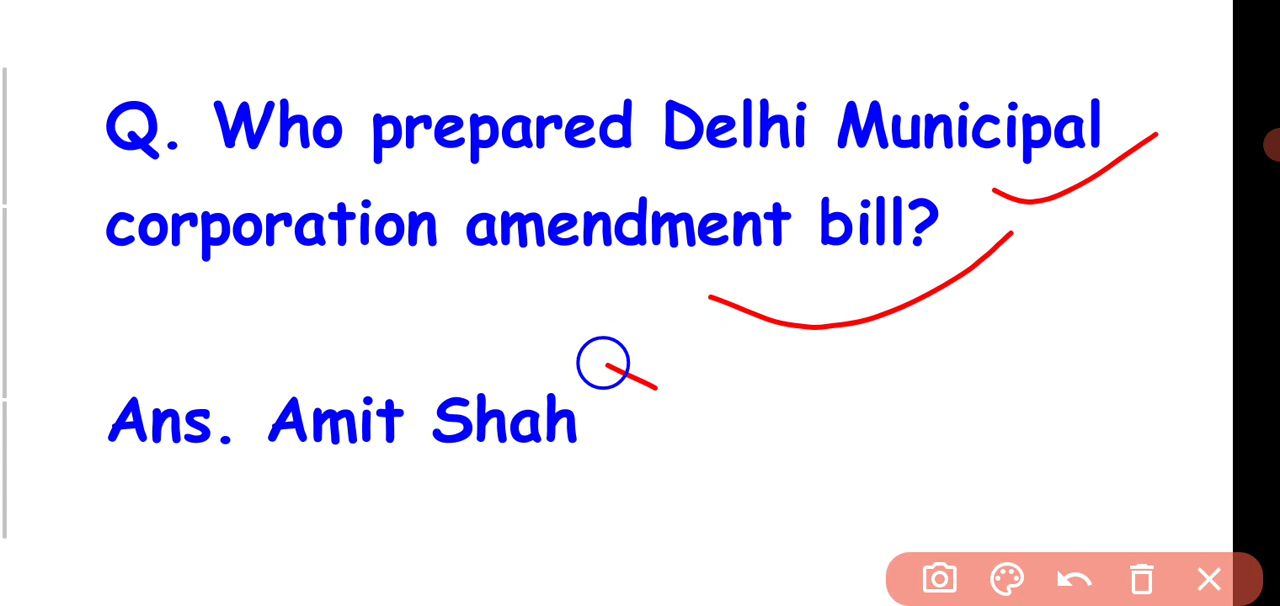 Q. Who prepared Delhi Municipal
corporation amendment bill?
Ans. Amit Shah